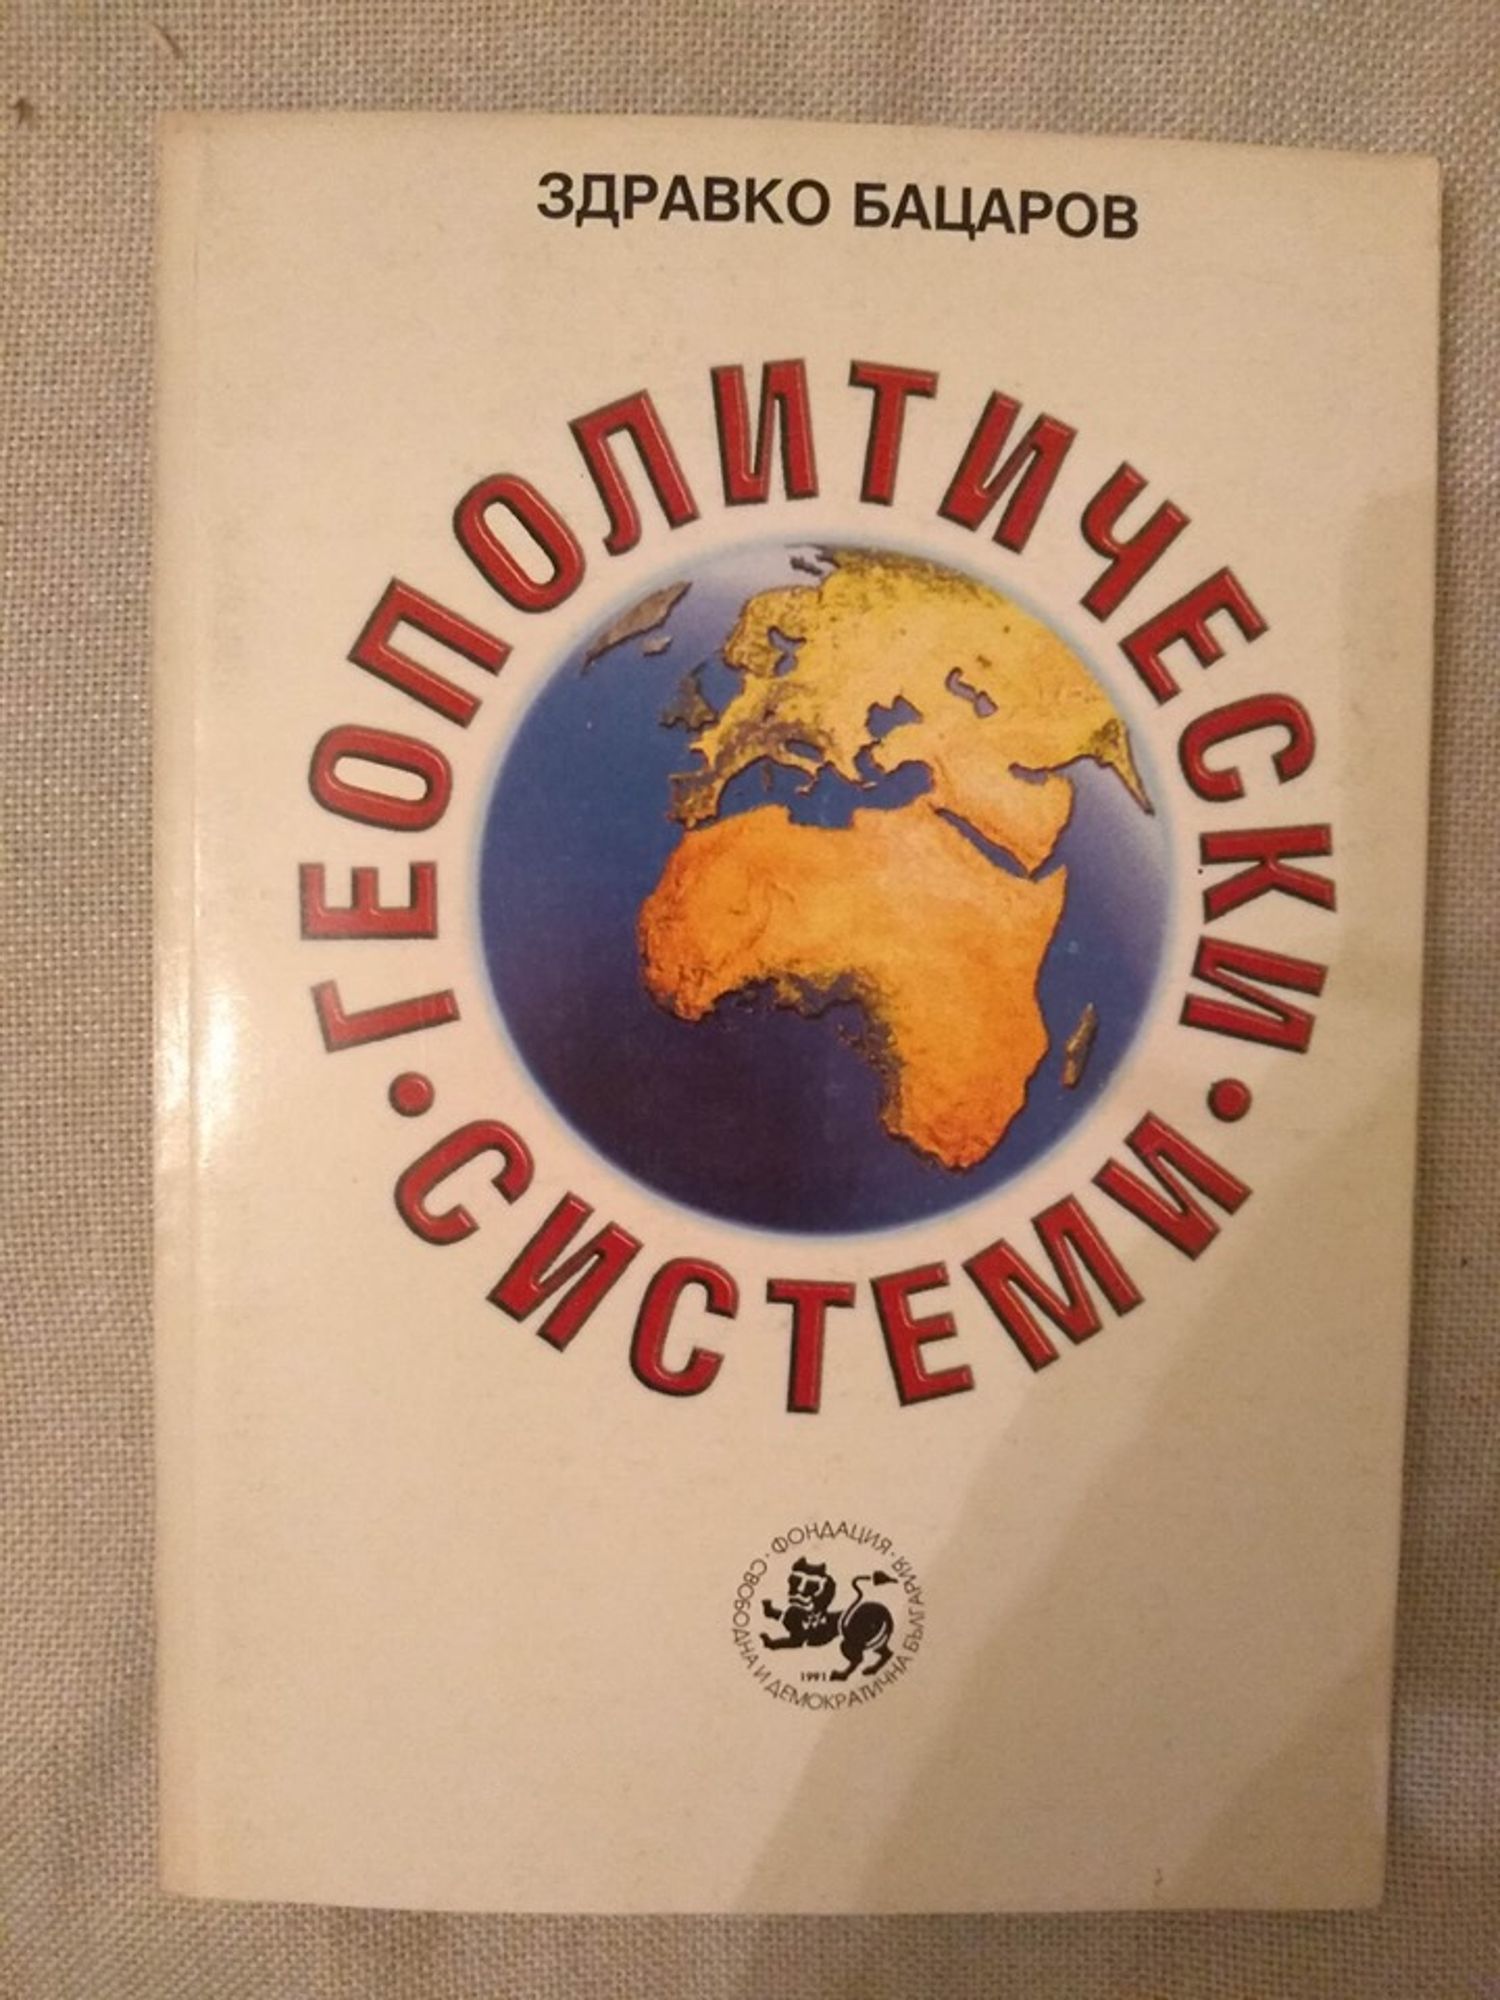 ЗДРАВКО БАЦАРОВ
ГЕОПОЛИТИЧЕСКИ
• СИСТЕМИ •
ФОНДАЦИЯ • СВОБОДНА И ДЕМОКРАТИЧНА БЪЛГАРИЯ •
1991